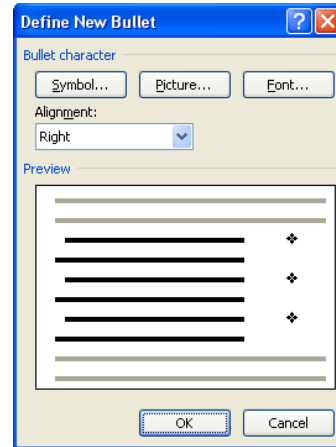 Define New Bullet
Bullet character
Symbol... Picture... Font...
Alignment:
Right
Preview
OK Cancel